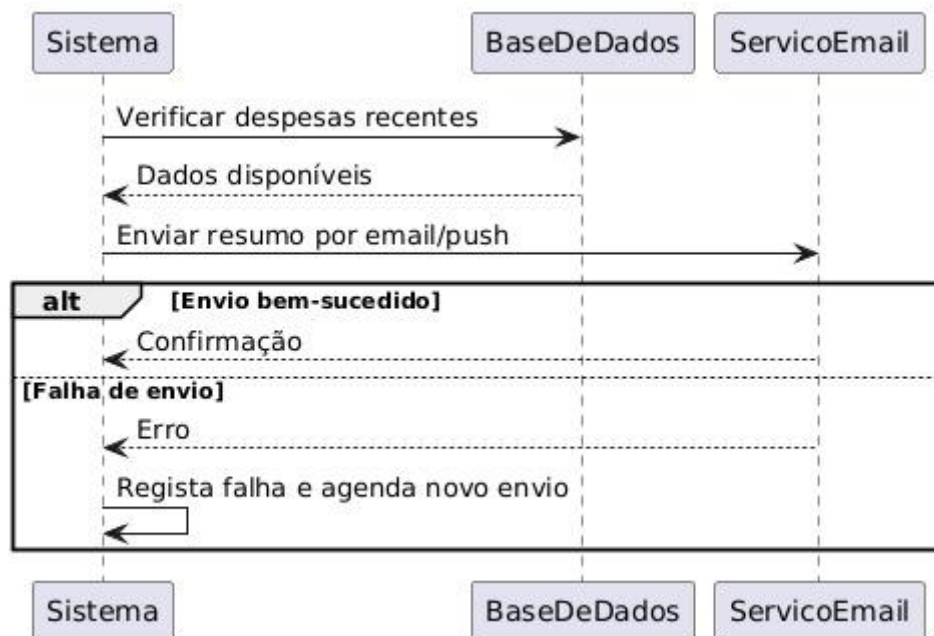 Sistema
BaseDeDados
ServicoEmail
Verificar despesas recentes
Dados disponíveis
Enviar resumo por email/push
alt
[Envio bem-sucedido]
Confirmação
[Falha de envio]
Erro
Regista falha e agenda novo envio
Sistema
BaseDeDados
ServicoEmail